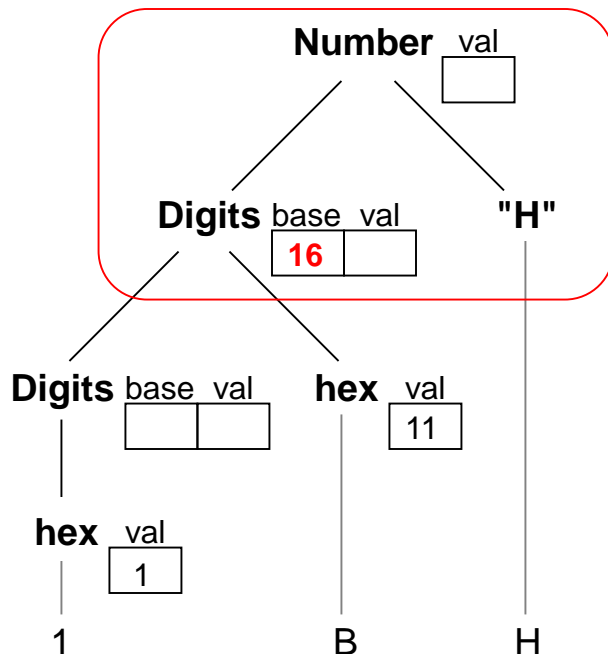 Number val
Digits base val "H"
16
Digits base val hex val
11
hex val
1
1 B H